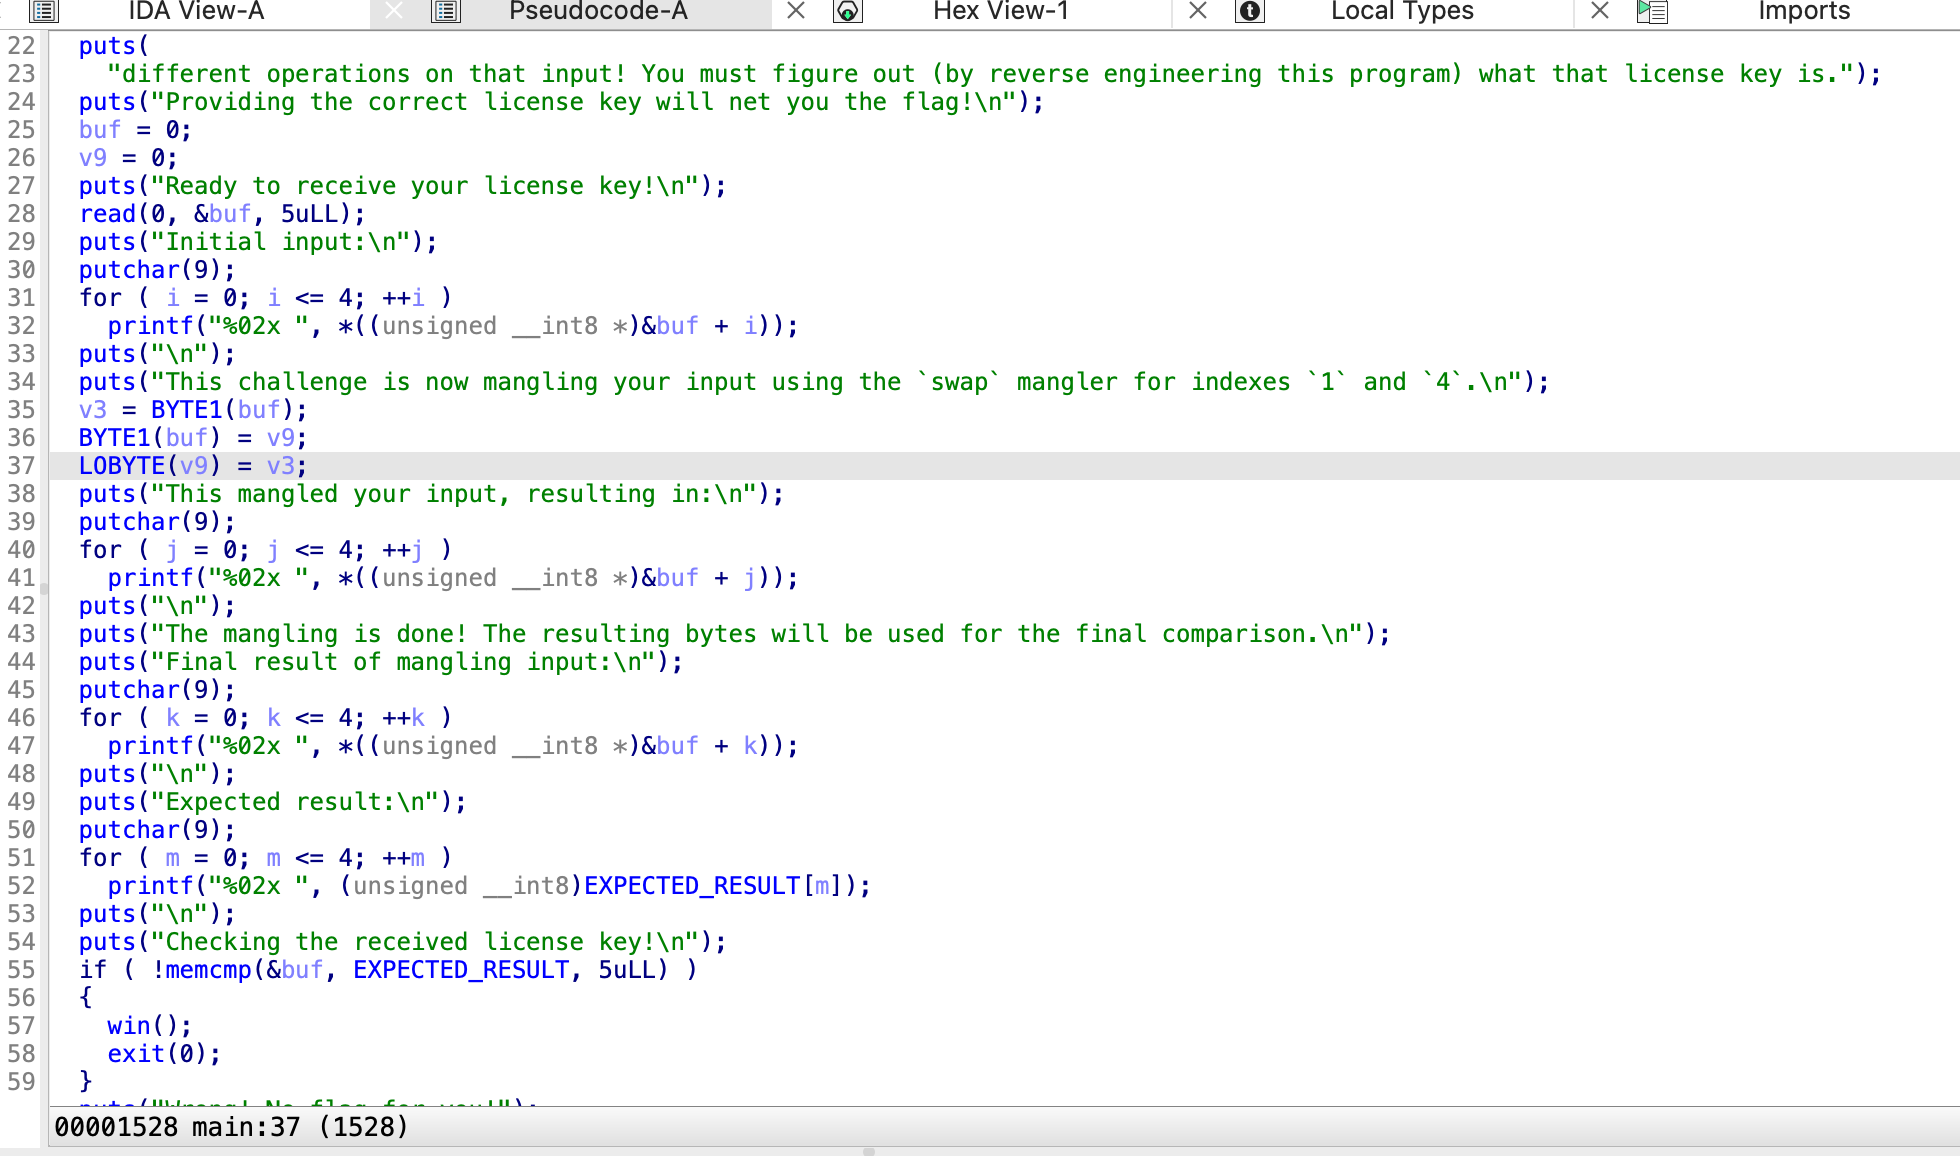 IDA View-A Pseudocode-A Hex View-1 Local Types Imports
22 puts(
23 "different operations on that input! You must figure out (by reverse engineering this program) what that license key is.");
24 puts("Providing the correct license key will net you the flag!\n");
25 buf = 0;
26 v9 = 0;
27 puts("Ready to receive your license key!\n");
28 read(0, &buf, 5uLL);
29 puts("Initial input:\n");
30 putchar(9);
31 for ( i = 0; i <= 4; ++i )
32 printf("%02x ", *((unsigned __int8 *)&buf + i));
33 puts("\n");
34 puts("This challenge is now mangling your input using the `swap` mangler for indexes `1` and `4`.\n");
35 v3 = BYTE1(buf);
36 BYTE1(buf) = v9;
37 LOBYTE(v9) = v3;
38 puts("This mangled your input, resulting in:\n");
39 putchar(9);
40 for ( j = 0; j <= 4; ++j )
41 printf("%02x ", *((unsigned __int8 *)&buf + j));
42 puts("\n");
43 puts("The mangling is done! The resulting bytes will be used for the final comparison.\n");
44 puts("Final result of mangling input:\n");
45 putchar(9);
46 for ( k = 0; k <= 4; ++k )
47 printf("%02x ", *((unsigned __int8 *)&buf + k));
48 puts("\n");
49 puts("Expected result:\n");
50 putchar(9);
51 for ( m = 0; m <= 4; ++m )
52 printf("%02x ", (unsigned __int8)EXPECTED_RESULT[m]);
53 puts("\n");
54 puts("Checking the received license key!\n");
55 if ( !memcmp(&buf, EXPECTED_RESULT, 5uLL) )
56 {
57 win();
58 exit(0);
59 }
puts("Wrong! No flag for you!");
00001528 main:37 (1528)